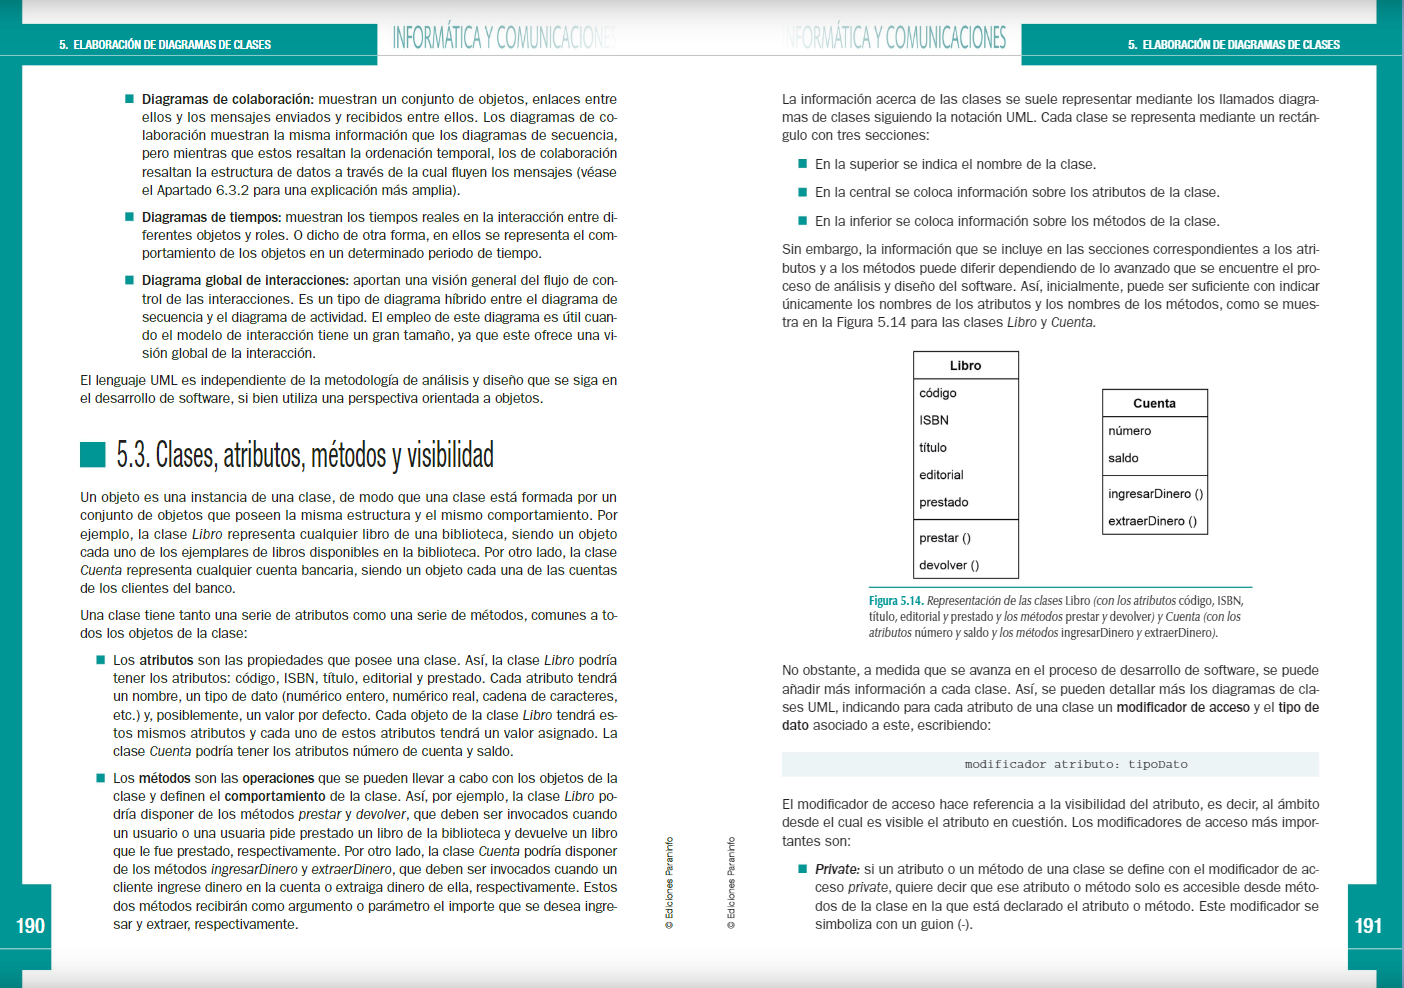 5. ELABORACIÓN DE DIAGRAMAS DE CLASES
INFORMÁTICA Y COMUNICACIONES
■ Diagramas de colaboración: muestran un conjunto de objetos, enlaces entre
ellos y los mensajes enviados y recibidos entre ellos. Los diagramas de co-
laboración muestran la misma información que los diagramas de secuencia,
pero mientras que estos resaltan la ordenación temporal, los de colaboración
resaltan la estructura de datos a través de la cual fluyen los mensajes (véase
el Apartado 6.3.2 para una explicación más amplia).
■ Diagramas de tiempos: muestran los tiempos reales en la interacción entre di-
ferentes objetos y roles. O dicho de otra forma, en ellos se representa el com-
portamiento de los objetos en un determinado periodo de tiempo.
■ Diagrama global de interacciones: aportan una visión general del flujo de con-
trol de las interacciones. Es un tipo de diagrama híbrido entre el diagrama de
secuencia y el diagrama de actividad. El empleo de este diagrama es útil cuan-
do el modelo de interacción tiene un gran tamaño, ya que este ofrece una vi-
sión global de la interacción.
El lenguaje UML es independiente de la metodología de análisis y diseño que se siga en
el desarrollo de software, si bien utiliza una perspectiva orientada a objetos.
■ 5.3. Clases, atributos, métodos y visibilidad
Un objeto es una instancia de una clase, de modo que una clase está formada por un
conjunto de objetos que poseen la misma estructura y el mismo comportamiento. Por
ejemplo, la clase Libro representa cualquier libro de una biblioteca, siendo un objeto
cada uno de los ejemplares de libros disponibles en la biblioteca. Por otro lado, la clase
Cuenta representa cualquier cuenta bancaria, siendo un objeto cada una de las cuentas
de los clientes del banco.
Una clase tiene tanto una serie de atributos como una serie de métodos, comunes a to-
dos los objetos de la clase:
■ Los atributos son las propiedades que posee una clase. Así, la clase Libro podría
tener los atributos: código, ISBN, título, editorial y prestado. Cada atributo tendrá
un nombre, un tipo de dato (numérico entero, numérico real, cadena de caracteres,
etc.) y, posiblemente, un valor por defecto. Cada objeto de la clase Libro tendrá es-
tos mismos atributos y cada uno de estos atributos tendrá un valor asignado. La
clase Cuenta podría tener los atributos número de cuenta y saldo.
■ Los métodos son las operaciones que se pueden llevar a cabo con los objetos de la
clase y definen el comportamiento de la clase. Así, por ejemplo, la clase Libro po-
dría disponer de los métodos prestar y devolver, que deben ser invocados cuando
un usuario o una usuaria pide prestado un libro de la biblioteca y devuelve un libro
que le fue prestado, respectivamente. Por otro lado, la clase Cuenta podría disponer
de los métodos ingresarDinero y extraerDinero, que deben ser invocados cuando un
cliente ingrese dinero en la cuenta o extraiga dinero de ella, respectivamente. Estos
dos métodos recibirán como argumento o parámetro el importe que se desea ingre-
sar y extraer, respectivamente.
190
© Ediciones Paraninfo
INFORMÁTICA Y COMUNICACIONES
5. ELABORACIÓN DE DIAGRAMAS DE CLASES
La información acerca de las clases se suele representar mediante los llamados diagra-
mas de clases siguiendo la notación UML. Cada clase se representa mediante un rectán-
gulo con tres secciones:
■ En la superior se indica el nombre de la clase.
■ En la central se coloca información sobre los atributos de la clase.
■ En la inferior se coloca información sobre los métodos de la clase.
Sin embargo, la información que se incluye en las secciones correspondientes a los atri-
butos y a los métodos puede diferir dependiendo de lo avanzado que se encuentre el pro-
ceso de análisis y diseño del software. Así, inicialmente, puede ser suficiente con indicar
únicamente los nombres de los atributos y los nombres de los métodos, como se mues-
tra en la Figura 5.14 para las clases Libro y Cuenta.
Libro
código
ISBN
título
editorial
prestado
prestar ()
devolver ()
Cuenta
número
saldo
ingresarDinero ()
extraerDinero ()
Figura 5.14. Representación de las clases Libro (con los atributos código, ISBN,
título, editorial y prestado y los métodos prestar y devolver) y Cuenta (con los
atributos número y saldo y los métodos ingresarDinero y extraerDinero).
No obstante, a medida que se avanza en el proceso de desarrollo de software, se puede
añadir más información a cada clase. Así, se pueden detallar más los diagramas de cla-
ses UML, indicando para cada atributo de una clase un modificador de acceso y el tipo de
dato asociado a este, escribiendo:
modificador atributo: tipoDato
El modificador de acceso hace referencia a la visibilidad del atributo, es decir, al ámbito
desde el cual es visible el atributo en cuestión. Los modificadores de acceso más impor-
tantes son:
■ Private: si un atributo o un método de una clase se define con el modificador de ac-
ceso private, quiere decir que ese atributo o método solo es accesible desde méto-
dos de la clase en la que está declarado el atributo o método. Este modificador se
simboliza con un guion (-).
© Ediciones Paraninfo
191